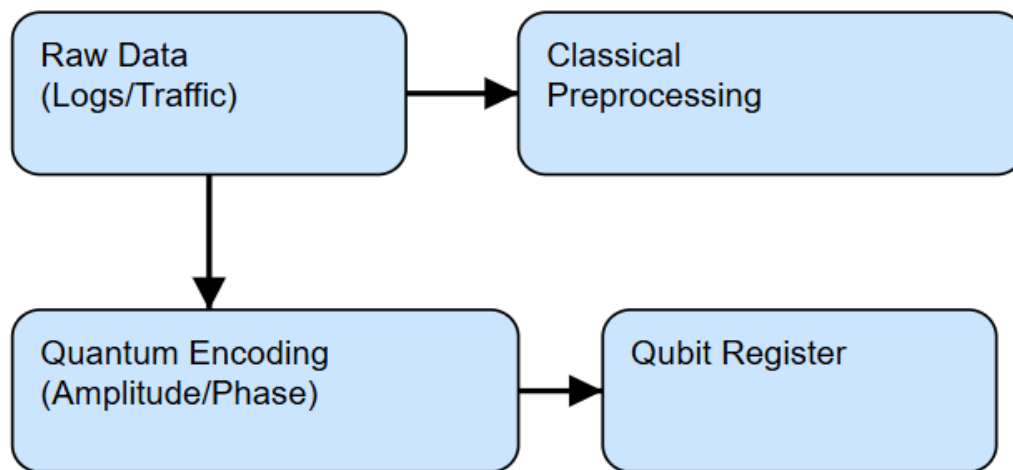 Raw Data
(Logs/Traffic)
Classical
Preprocessing
Quantum Encoding
(Amplitude/Phase)
Qubit Register